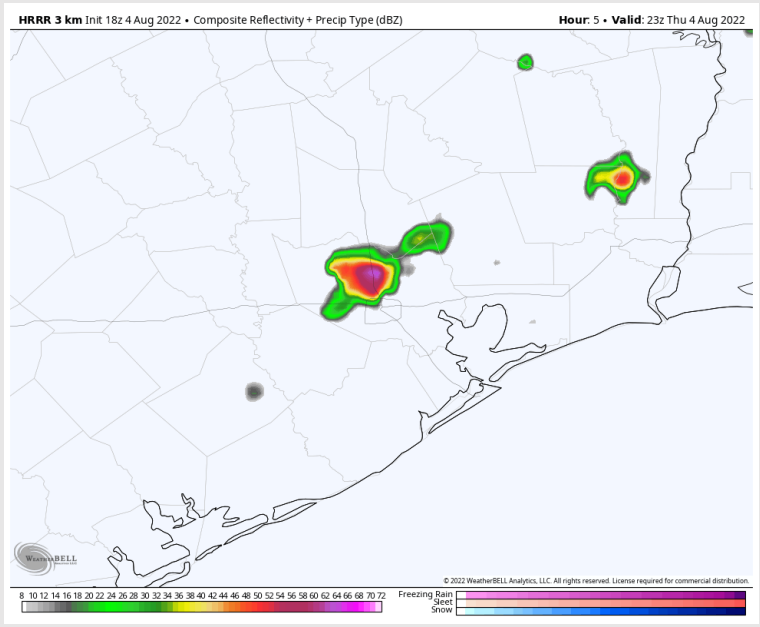 HRRR 3 km Init 18z 4 Aug 2022 • Composite Reflectivity + Precip Type (dBZ)
Hour: 5 • Valid: 23z Thu 4 Aug 2022
WEATHERBELL
© 2022 WeatherBELL Analytics, LLC. All rights reserved. License required for commercial distribution.
8 10 12 14 16 18 20 22 24 26 28 30 32 34 36 38 40 42 44 46 48 50 52 54 56 58 60 62 64 66 68 70 72
Freezing Rain
Sleet
Snow